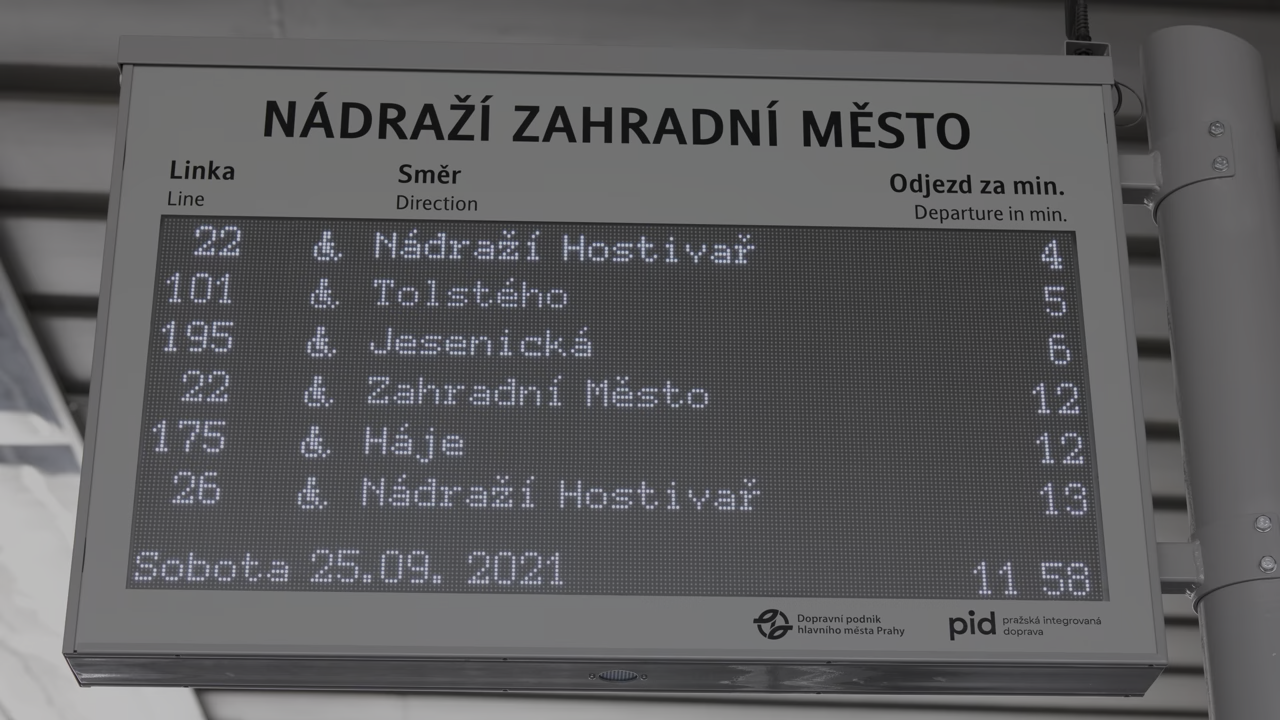 NÁDRAŽÍ ZAHRADNÍ MĚSTO
Linka Směr Odjezd za min.
Line Direction Departure in min.
22 Nádraží Hostivař 4
101 Tolstého 5
195 Jesenická 6
22 Zahradní Město 12
175 Háje 12
26 Nádraží Hostivař 13
Sobota 25.09. 2021 11 58
Dopravní podnik
hlavního města Prahy
pid pražská integrovaná
doprava